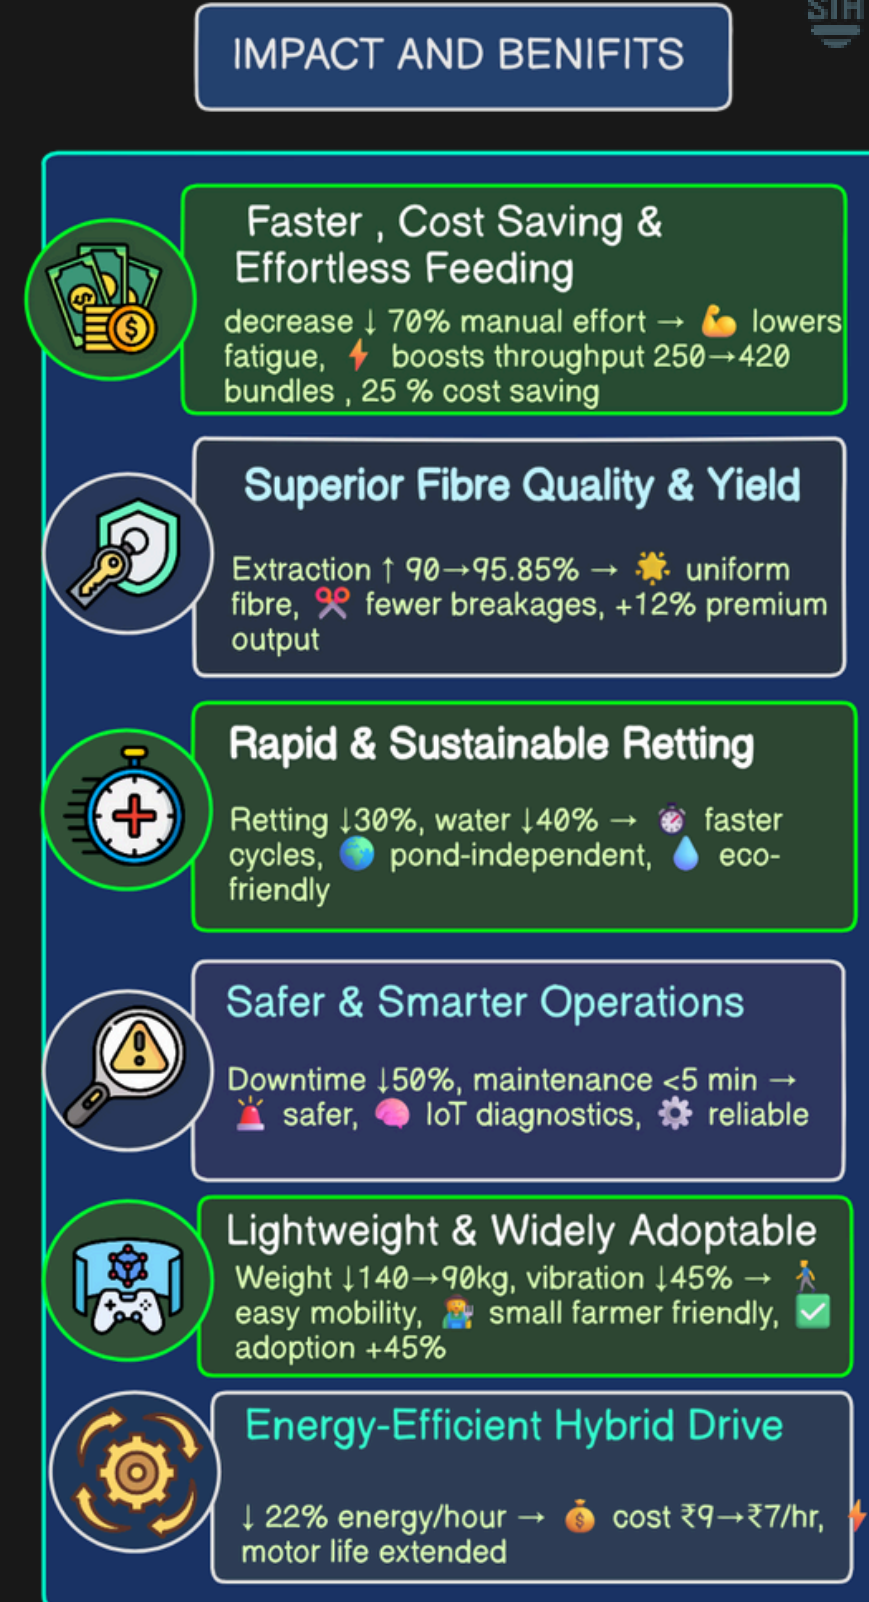 STA
IMPACT AND BENIFITS
Faster , Cost Saving &
Effortless Feeding
decrease ↓ 70% manual effort → 💪 lowers
fatigue, ⚡ boosts throughput 250→420
bundles , 25 % cost saving
Superior Fibre Quality & Yield
Extraction ↑ 90→95.85% → 🌟 uniform
fibre, ✂️ fewer breakages, +12% premium
output
Rapid & Sustainable Retting
Retting ↓30%, water ↓40% → ⏱️ faster
cycles, 🌍 pond-independent, 💧 eco-
friendly
Safer & Smarter Operations
Downtime ↓50%, maintenance <5 min →
🚨 safer, 🧠 IoT diagnostics, ⚙️ reliable
Lightweight & Widely Adoptable
Weight ↓140→90kg, vibration ↓45% → 🚶
easy mobility, 🧑‍🌾 small farmer friendly, ✅
adoption +45%
Energy-Efficient Hybrid Drive
↓ 22% energy/hour → 💰 cost ₹9→₹7/hr, ⚡
motor life extended